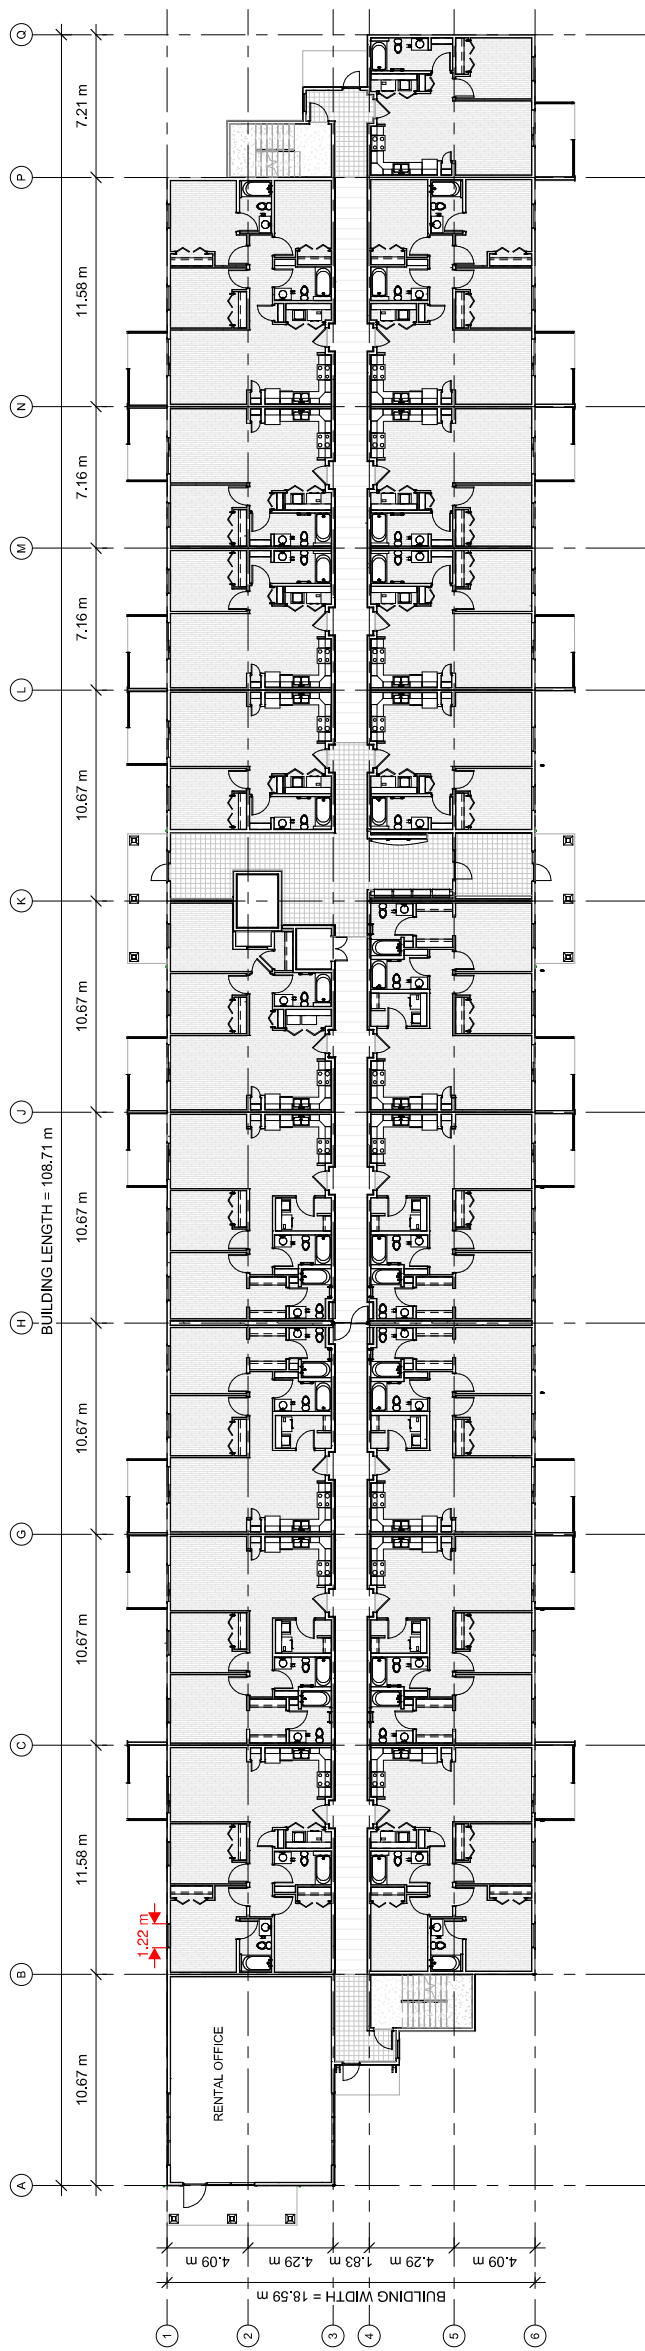 Q
7.21 m
P
11.58 m
N
7.16 m
M
7.16 m
L
10.67 m
K
10.67 m
J
BUILDING LENGTH = 108.71 m
10.67 m
H
10.67 m
G
10.67 m
C
11.58 m
1.22 m
B
10.67 m
RENTAL OFFICE
A
4.09 m
4.29 m
1.83 m
4.29 m
4.09 m
BUILDING WIDTH = 18.59 m
1
2
3
4
5
6